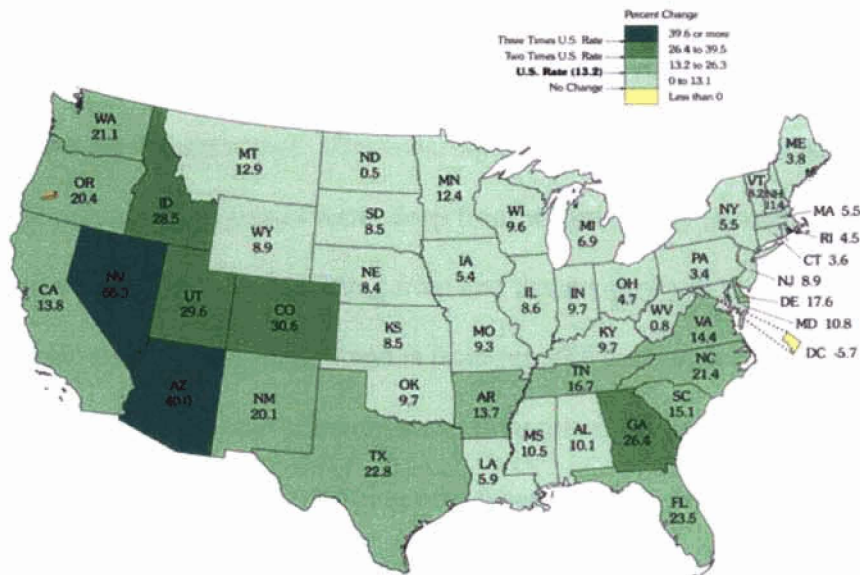 Percent Change
Three Times U.S. Rate
39.6 or more
Two Times U.S. Rate
26.4 to 39.5
U.S. Rate (13.2)
13.2 to 26.3
0 to 13.1
No Change
Less than 0
WA
21.1
OR
20.4
ID
28.5
MT
12.9
ND
0.5
MN
12.4
SD
8.5
WY
8.9
WI
9.6
MI
6.9
NY
5.5
VT
8.2
NH
11.4
ME
3.8
MA 5.5
RI 4.5
CT 3.6
NJ 8.9
DE 17.6
MD 10.8
DC -5.7
PA
3.4
CA
13.8
NV
66.3
UT
29.6
CO
30.6
NE
8.4
IA
5.4
IL
8.6
IN
9.7
OH
4.7
WV
0.8
VA
14.4
KS
8.5
MO
9.3
KY
9.7
NC
21.4
TN
16.7
SC
15.1
AZ
40.0
NM
20.1
OK
9.7
AR
13.7
MS
10.5
AL
10.1
GA
26.4
TX
22.8
LA
5.9
FL
23.5